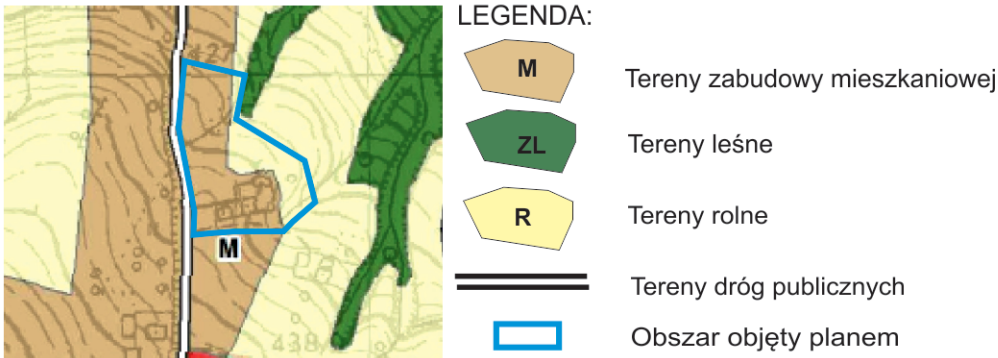 427
M
438
LEGENDA:
M Tereny zabudowy mieszkaniowej
ZL Tereny leśne
R Tereny rolne
Tereny dróg publicznych
Obszar objęty planem